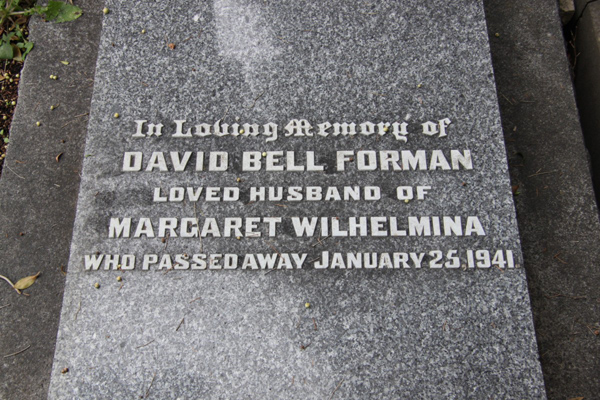 In Loving Memory of
DAVID BELL FORMAN
LOVED HUSBAND OF
MARGARET WILHELMINA
WHO PASSED AWAY JANUARY 25, 1941.